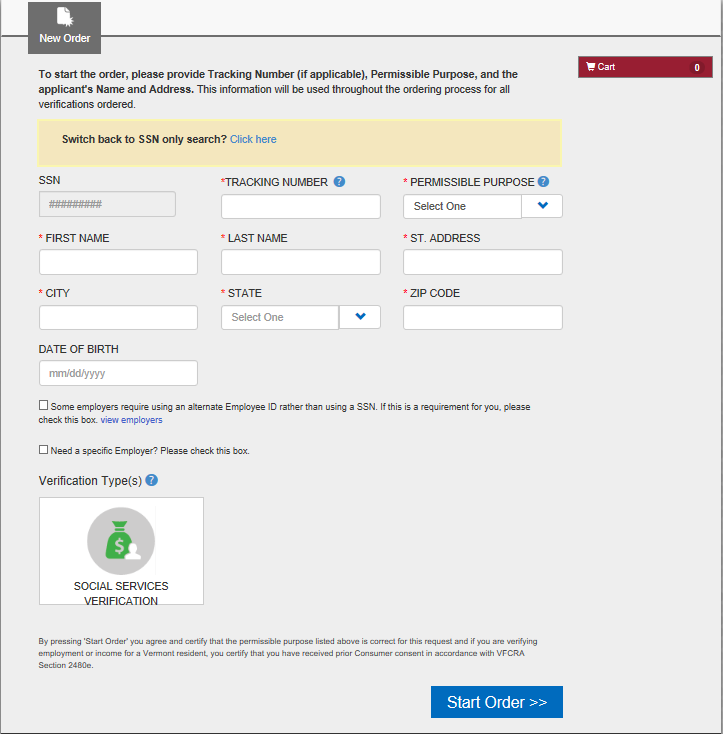 New Order
Cart 0
To start the order, please provide Tracking Number (if applicable), Permissible Purpose, and the
applicant's Name and Address. This information will be used throughout the ordering process for all
verifications ordered.
Switch back to SSN only search? Click here
SSN *TRACKING NUMBER ? * PERMISSIBLE PURPOSE ?
######### Select One
* FIRST NAME * LAST NAME * ST. ADDRESS
* CITY * STATE * ZIP CODE
Select One
DATE OF BIRTH
mm/dd/yyyy
Some employers require using an alternate Employee ID rather than using a SSN. If this is a requirement for you, please
check this box. view employers
Need a specific Employer? Please check this box.
Verification Type(s) ?
$
SOCIAL SERVICES
VERIFICATION
By pressing 'Start Order' you agree and certify that the permissible purpose listed above is correct for this request and if you are verifying
employment or income for a Vermont resident, you certify that you have received prior Consumer consent in accordance with VFCRA
Section 2480e.
Start Order >>